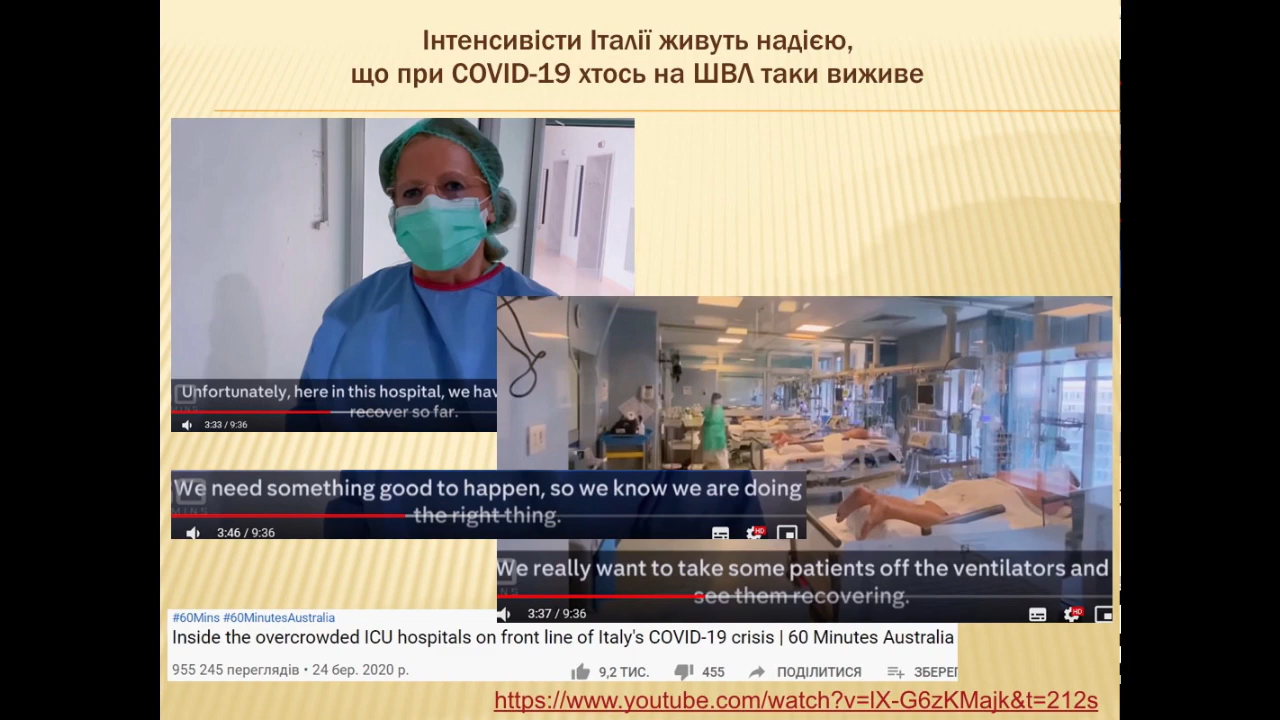 Інтенсивісти Італії живуть надією,
що при COVID-19 хтось на ШВЛ таки виживе
Unfortunately, here in this hospital, we hav
recover so far.
3:33 / 9:36
We need something good to happen, so we know we are doing
the right thing.
3:46 / 9:36
HD
We really want to take some patients off the ventilators and
see them recovering.
3:37 / 9:36
HD
#60Mins #60MinutesAustralia
Inside the overcrowded ICU hospitals on front line of Italy's COVID-19 crisis | 60 Minutes Australia
955 245 переглядів • 24 бер. 2020 р.
9,2 ТИС. 455 ПОДІЛИТИСЯ ЗБЕРЕГ
https://www.youtube.com/watch?v=lX-G6zKMajk&t=212s